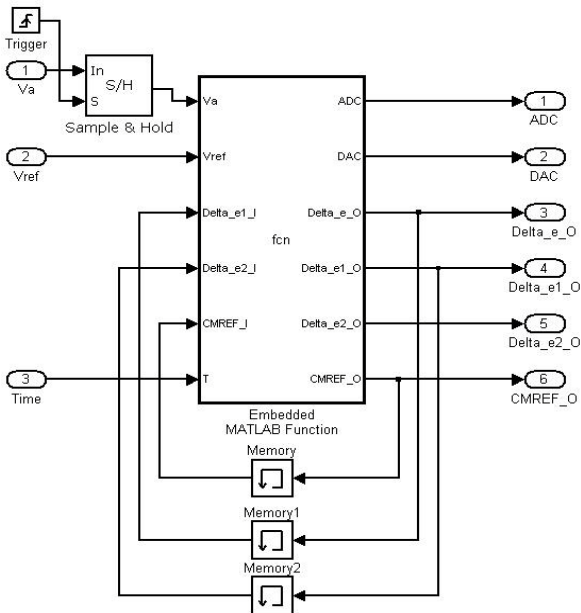 Trigger
1
Va
In
S/H
S
Sample & Hold
2
Vref
3
Time
Va
Vref
Delta_e1_I
Delta_e2_I
CMREF_I
T
fcn
ADC
DAC
Delta_e_O
Delta_e1_O
Delta_e2_O
CMREF_O
Embedded
MATLAB Function
1
ADC
2
DAC
3
Delta_e_O
4
Delta_e1_O
5
Delta_e2_O
6
CMREF_O
Memory
Memory1
Memory2